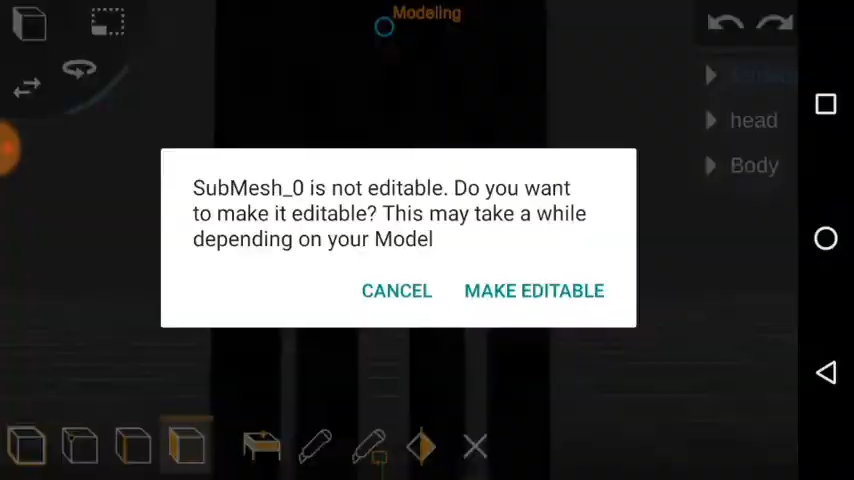 Modeling
head
Body
SubMesh_0 is not editable. Do you want
to make it editable? This may take a while
depending on your Model
CANCEL
MAKE EDITABLE